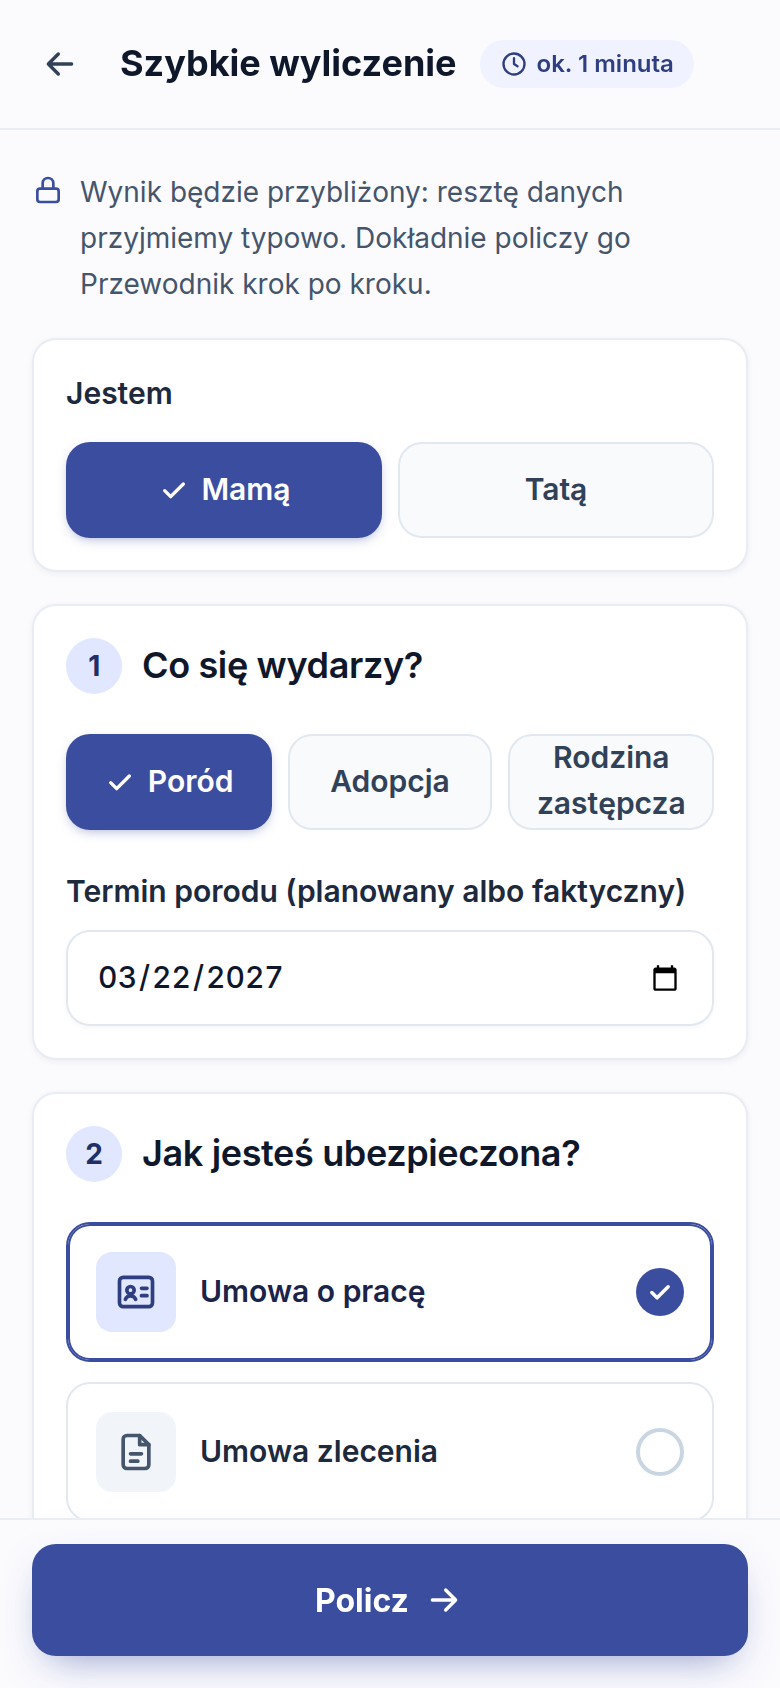 Szybkie wyliczenie
ok. 1 minuta
Wynik będzie przybliżony: resztę danych
przyjmiemy typowo. Dokładnie policzy go
Przewodnik krok po kroku.
Jestem
Mamą
Tatą
1
Co się wydarzy?
Poród
Adopcja
Rodzina
zastępcza
Termin porodu (planowany albo faktyczny)
03/22/2027
2
Jak jesteś ubezpieczona?
Umowa o pracę
Umowa zlecenia
Policz